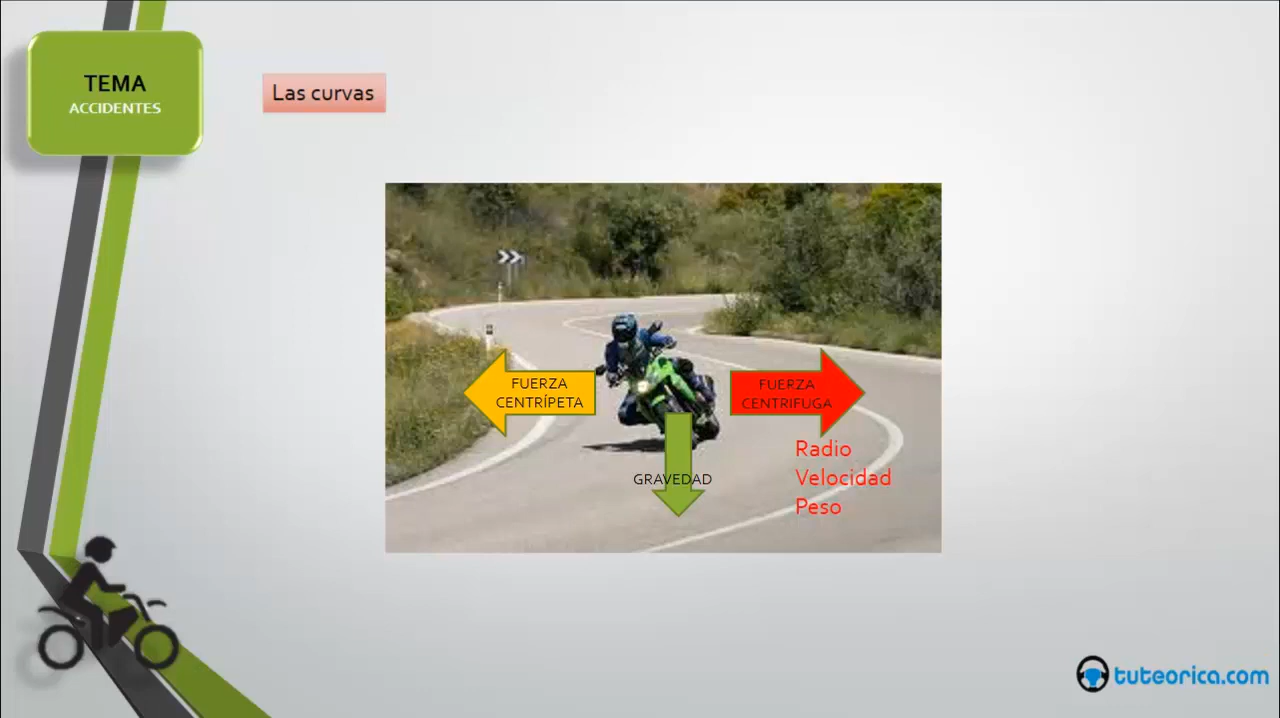 TEMA
ACCIDENTES
Las curvas
FUERZA
CENTRÍPETA
FUERZA
CENTRIFUGA
Radio
Velocidad
Peso
GRAVEDAD
tuteorica.com